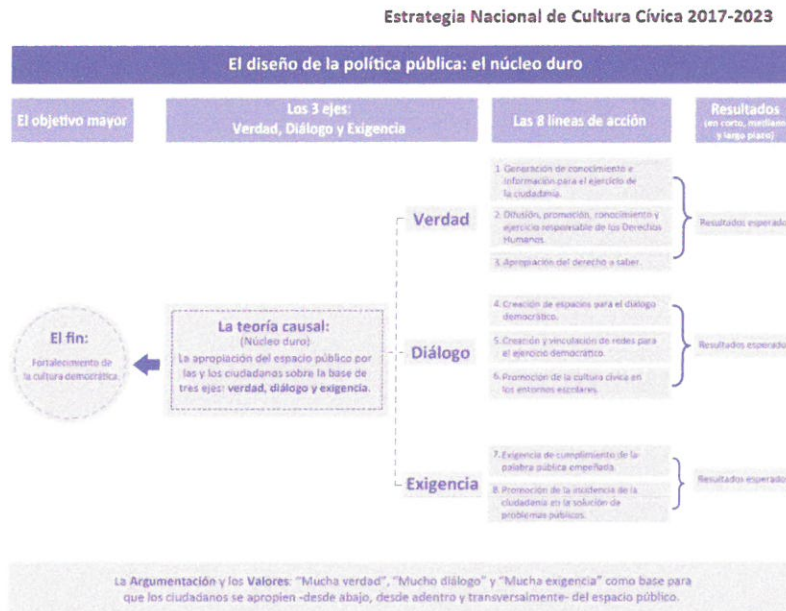 Estrategia Nacional de Cultura Cívica 2017-2023
El diseño de la política pública: el núcleo duro
El objetivo mayor
Los 3 ejes:
Verdad, Diálogo y Exigencia
Las 8 líneas de acción
Resultados
(en corto, mediano
y largo plazo)
El fin:
Fortalecimiento de
la cultura democrática.
La teoría causal:
(Núcleo duro)
La apropiación del espacio público por
las y los ciudadanos sobre la base de
tres ejes: verdad, diálogo y exigencia.
Verdad
1. Generación de conocimiento e
información para el ejercicio de
la ciudadanía.
2. Difusión, promoción, conocimiento y
ejercicio responsable de los Derechos
Humanos.
3. Apropiación del derecho a saber.
Resultados esperado
Diálogo
4. Creación de espacios para el diálogo
democrático.
5. Creación y vinculación de redes para
el ejercicio democrático.
6. Promoción de la cultura cívica en
los entornos escolares.
Resultados esperado
Exigencia
7. Exigencia de cumplimiento de la
palabra pública empeñada.
8. Promoción de la incidencia de la
ciudadanía en la solución de
problemas públicos.
Resultados esperado
La Argumentación y los Valores: "Mucha verdad", "Mucho diálogo" y "Mucha exigencia" como base para
que los ciudadanos se apropien -desde abajo, desde adentro y transversalmente- del espacio público.